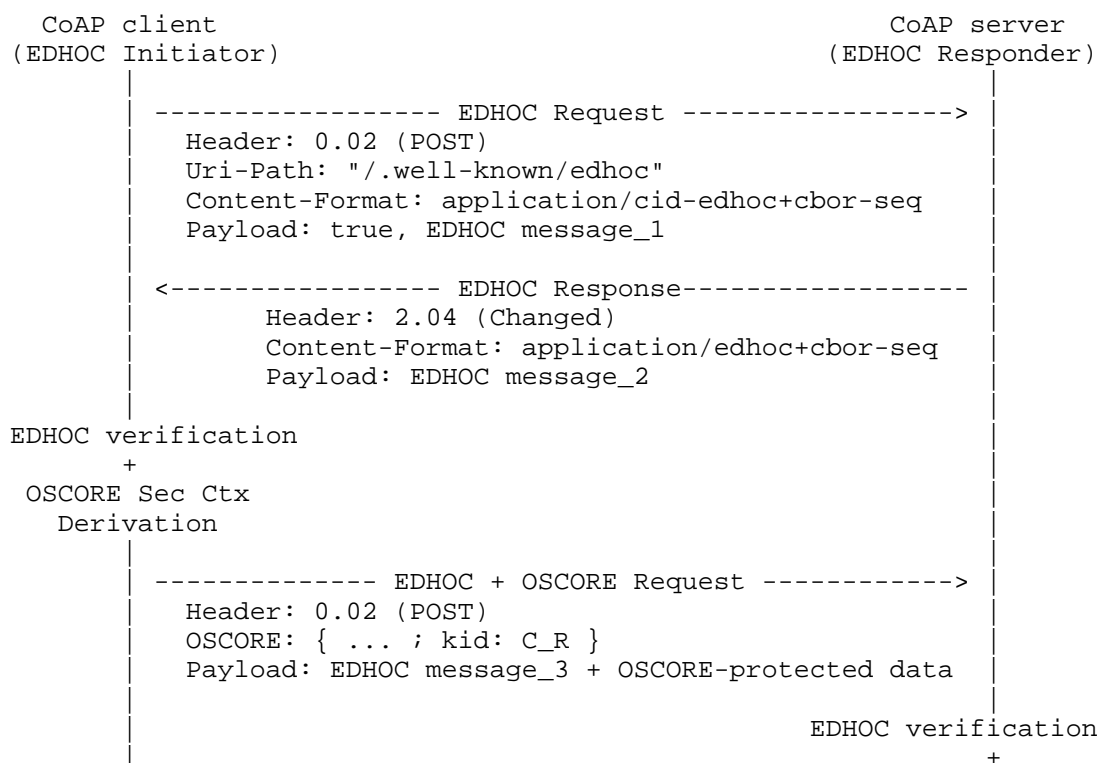 CoAP client                                          CoAP server
(EDHOC Initiator)                                (EDHOC Responder)
| ------------------ EDHOC Request -----------------> |
Header: 0.02 (POST)
Uri-Path: "/.well-known/edhoc"
Content-Format: application/cid-edhoc+cbor-seq
Payload: true, EDHOC message_1
| <----------------- EDHOC Response------------------ |
Header: 2.04 (Changed)
Content-Format: application/edhoc+cbor-seq
Payload: EDHOC message_2
EDHOC verification
+
OSCORE Sec Ctx
Derivation
| -------------- EDHOC + OSCORE Request ------------> |
Header: 0.02 (POST)
OSCORE: { ... ; kid: C_R }
Payload: EDHOC message_3 + OSCORE-protected data
EDHOC verification
+